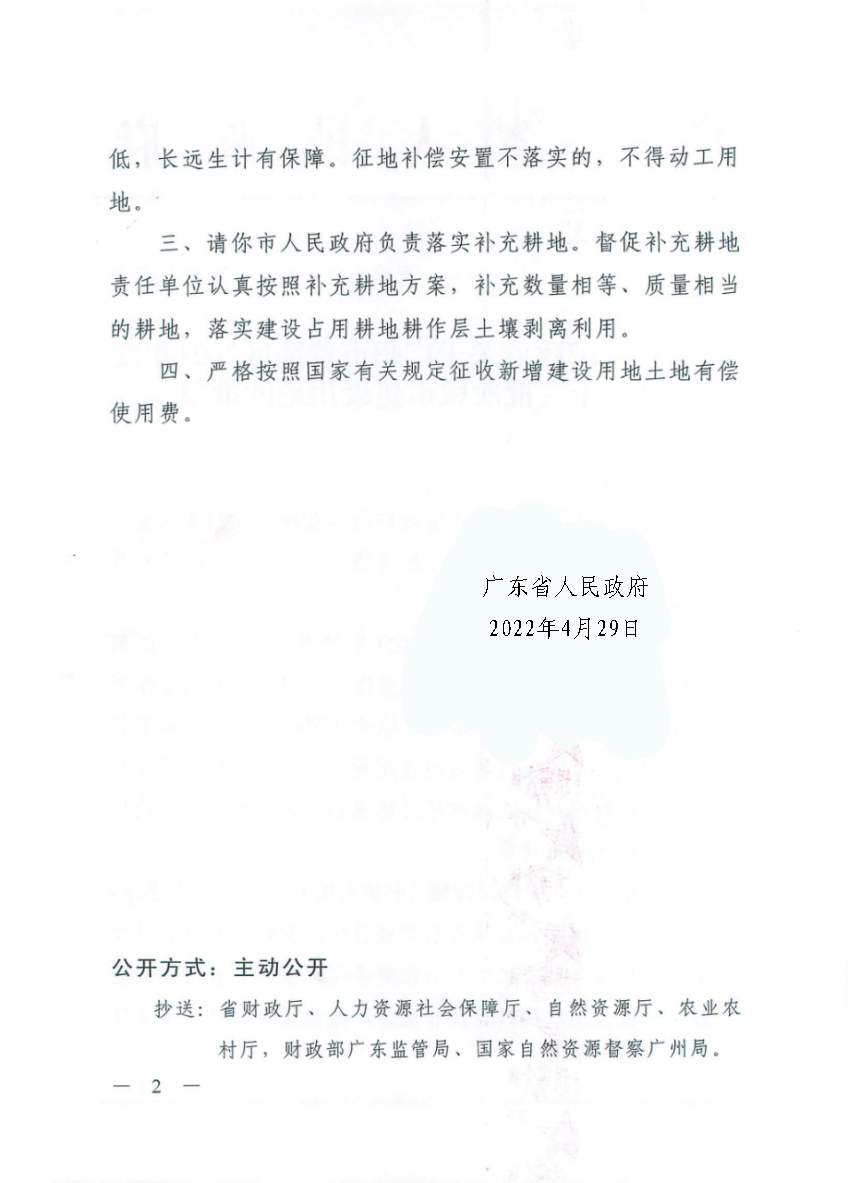 低，长远生计有保障。征地补偿安置不落实的，不得动工用
地。
三、请你市人民政府负责落实补充耕地。督促补充耕地
责任单位认真按照补充耕地方案，补充数量相等、质量相当
的耕地，落实建设占用耕地耕作层土壤剥离利用。
四、严格按照国家有关规定征收新增建设用地土地有偿
使用费。
广东省人民政府
2022年4月29日
公开方式：主动公开
抄送：省财政厅、人力资源社会保障厅、自然资源厅、农业农
村厅，财政部广东监管局、国家自然资源督察广州局。
— 2 —